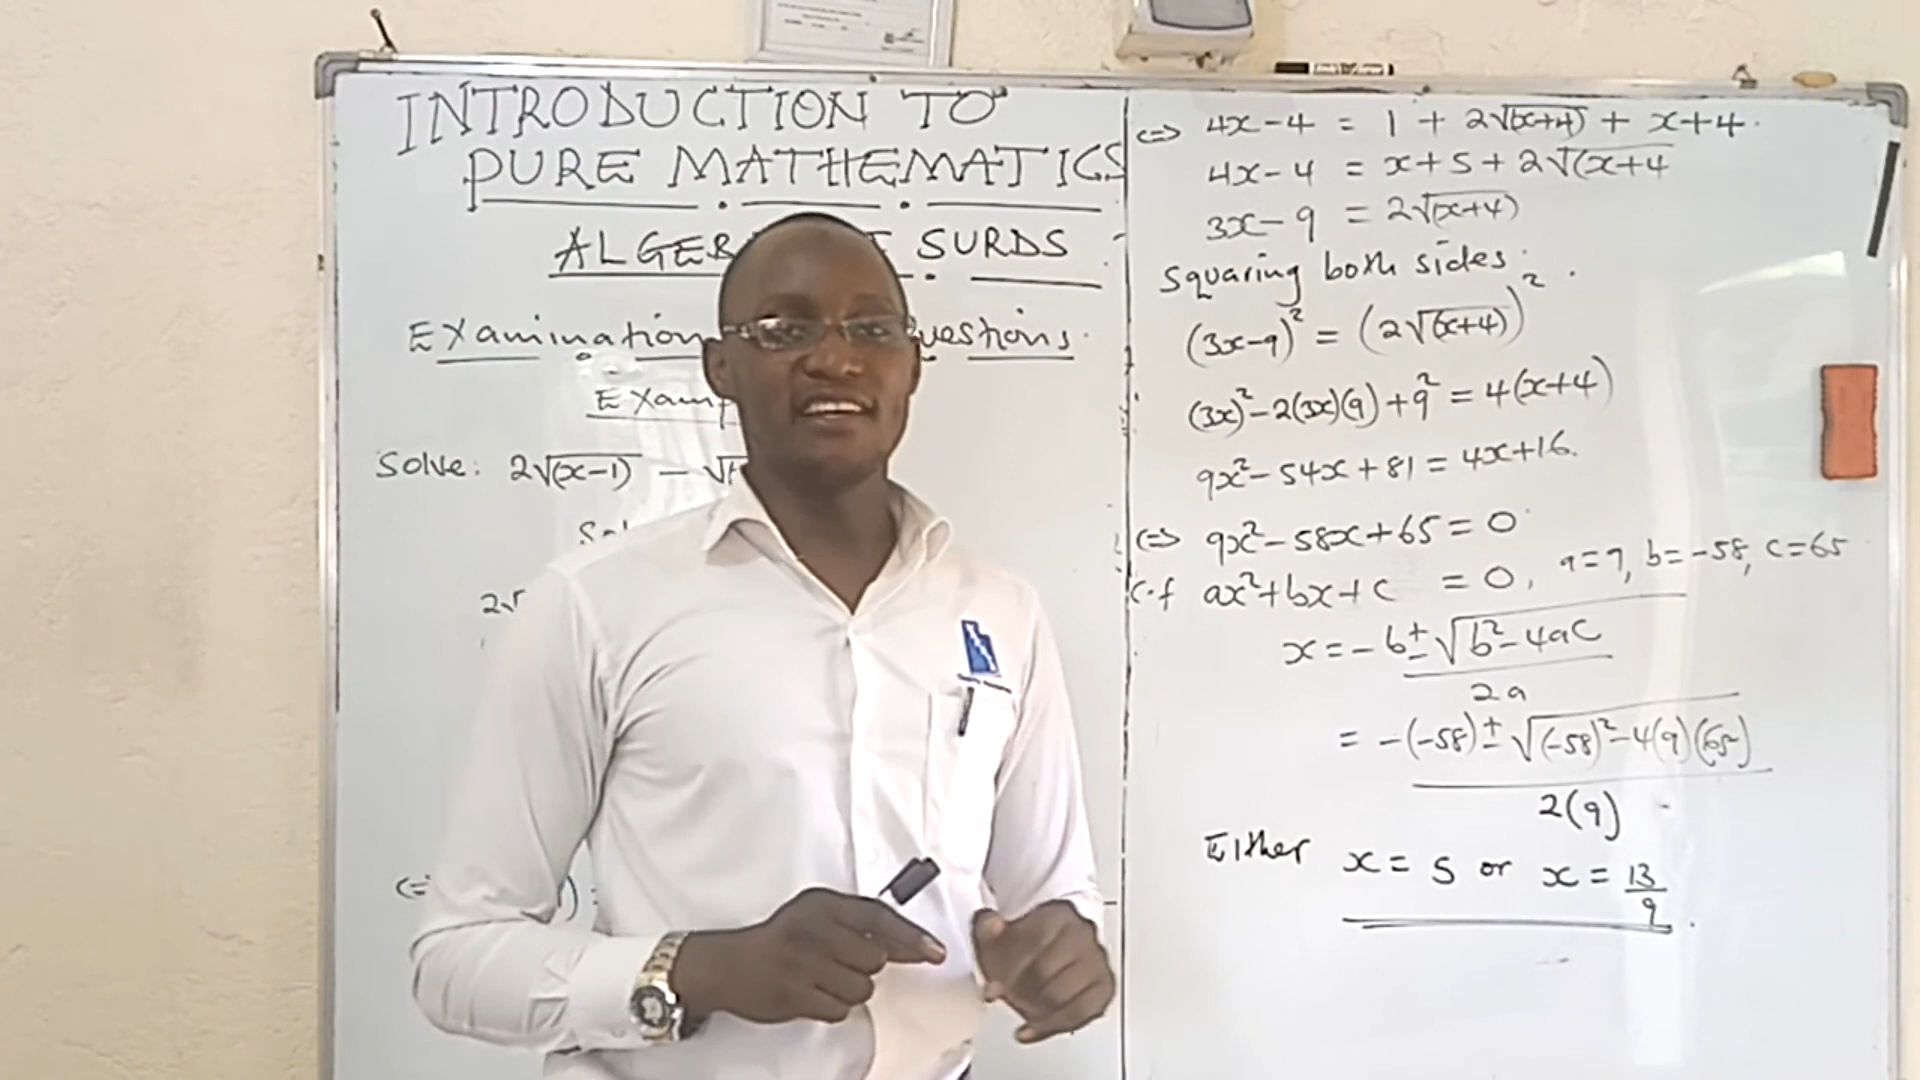 INTRODUCTION TO
PURE MATHEMATICS
ALGEB SURDS
Examination uestions.
Examp
Solve: 2√(x-1) - √
Sol
2√
⇔ 4x-4 = 1 + 2√(x+4) + x+4.
4x-4 = x+5+2√(x+4
3x-9 = 2√(x+4)
Squaring both sides.
(3x-9)² = (2√(x+4))²
(3x)²-2(3x)(9)+9² = 4(x+4)
9x²-54x+81 = 4x+16.
⇔ 9x²-58x+65 = 0
c.f ax²+bx+c = 0, a=9, b=-58, c=65
x = -b±√b²-4ac
2a
= -(-58)±√(-58)²-4(9)(65)
2(9)
Either x = 5 or x = 13/9.